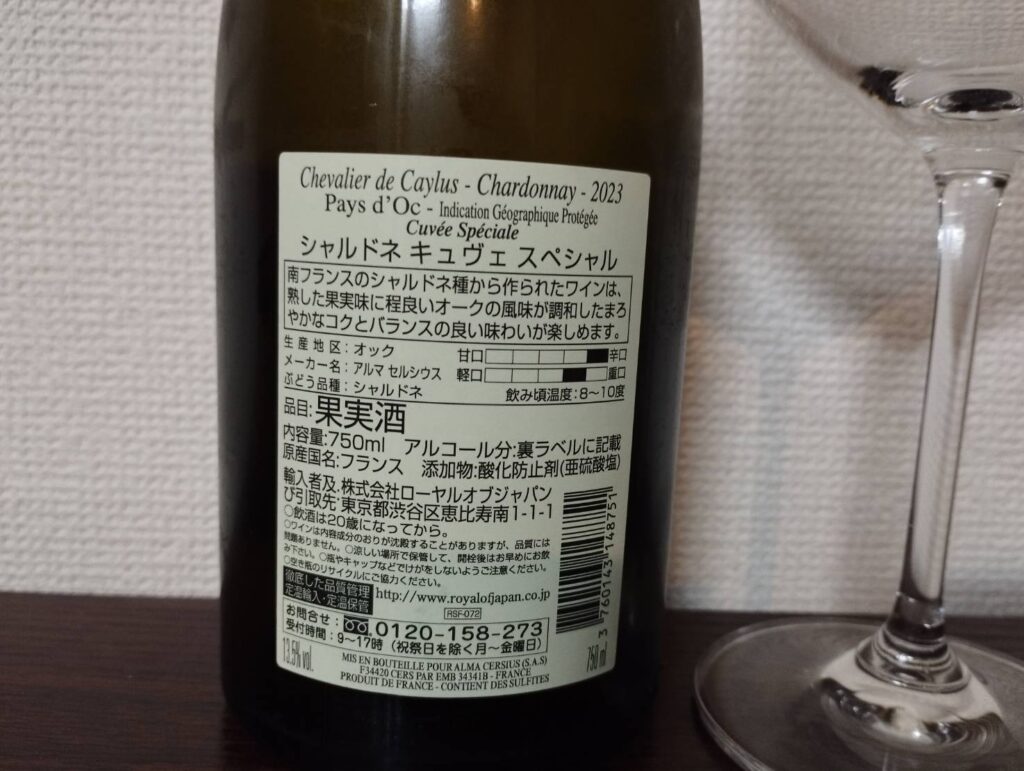 Chevalier de Caylus - Chardonnay - 2023
Pays d'Oc - Indication Géographique Protégée
Cuvée Spéciale
シャルドネ キュヴェ スペシャル
南フランスのシャルドネ種から作られたワインは、
熟した果実味に程良いオークの風味が調和したまろ
やかなコクとバランスの良い味わいが楽しめます。
生産地区:オック
メーカー名:アルマ セルシウス
ぶどう品種:シャルドネ
甘口 辛口
軽口 重口
飲み頃温度:8~10度
品目:果実酒
内容量:750ml アルコール分:裏ラベルに記載
原産国名:フランス 添加物:酸化防止剤(亜硫酸塩)
輸入者及び引取先:株式会社ローヤルオブジャパン
東京都渋谷区恵比寿南1-1-1
○飲酒は20歳になってから。
○ワインは内容成分のおりが沈殿することがありますが、品質には
問題ありません。○涼しい場所で保管して、開栓後はお早めにお飲
み下さい。○瓶やキャップなどでけがをしないようご注意ください。
○空き瓶のリサイクルにご協力ください。
徹底した品質管理
定温輸入・定温保管
http://www.royalofjapan.co.jp
RSF-072
お問合せ: 0120-158-273
受付時間:9~17時(祝祭日を除く月~金曜日)
13.5% vol.
MIS EN BOUTEILLE POUR ALMA CERSIUS (S.A.S)
F34420 CERS PAR EMB 34341B - FRANCE
PRODUIT DE FRANCE - CONTIENT DES SULFITES
750 ml
3 760143 148751